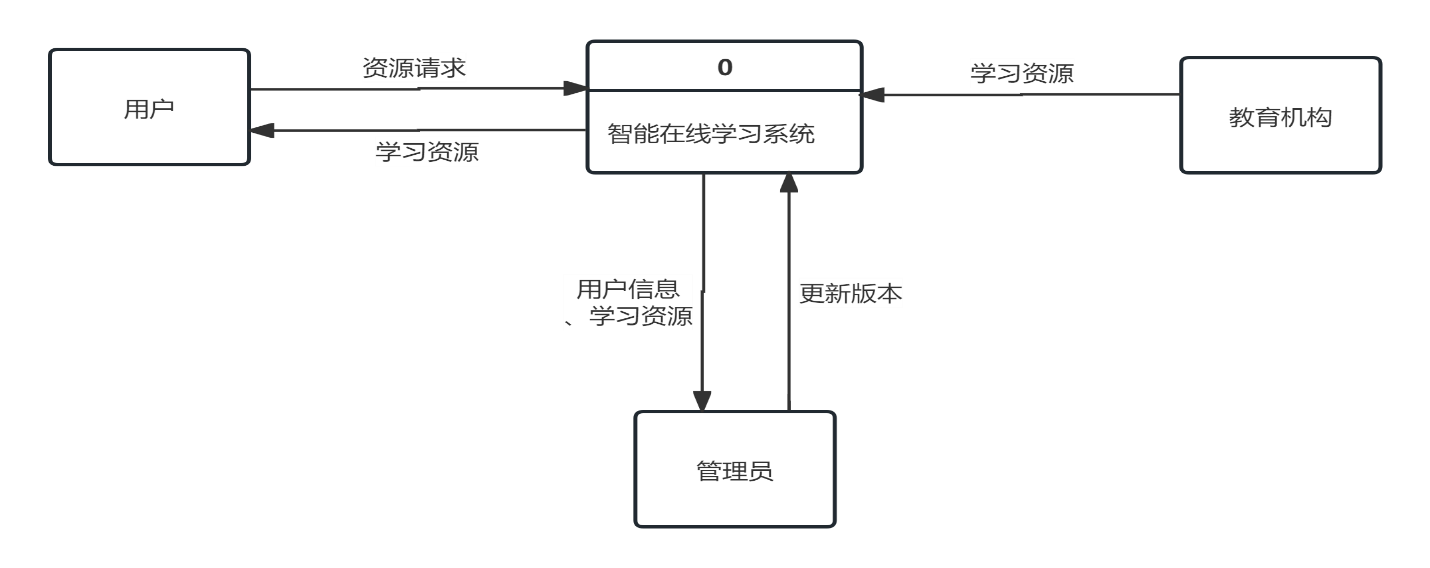 资源请求
0
学习资源
用户
智能在线学习系统
教育机构
学习资源
用户信息
、学习资源
更新版本
管理员